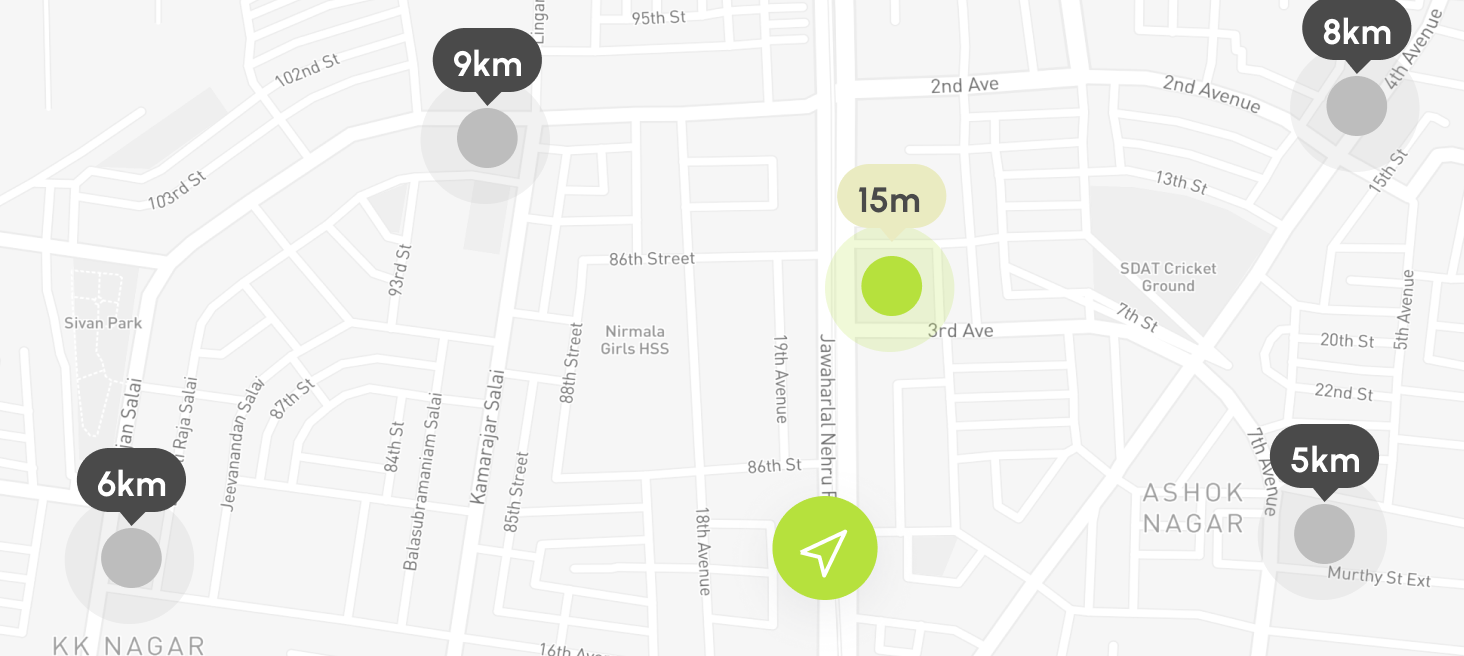 95th St
Lingar
8km
9km
4th Avenue
102nd St
2nd Ave
2nd Avenue
103rd St
15th St
13th St
15m
86th Street
93rd St
SDAT Cricket
Ground
Sivan Park
Nirmala
Girls HSS
88th Street
19th Avenue
Jawaharlal Nehru R
3rd Ave
7th St
5th Avenue
20th St
22nd St
ian Salai
Raja Salai
Jeevanandan Salai
87th St
84th St
Balasubramaniam Salai
Kamarajar Salai
85th Street
86th St
7th Avenue
5km
6km
ASHOK
NAGAR
18th Avenue
Murthy St Ext
KK NAGAR
16th Ave